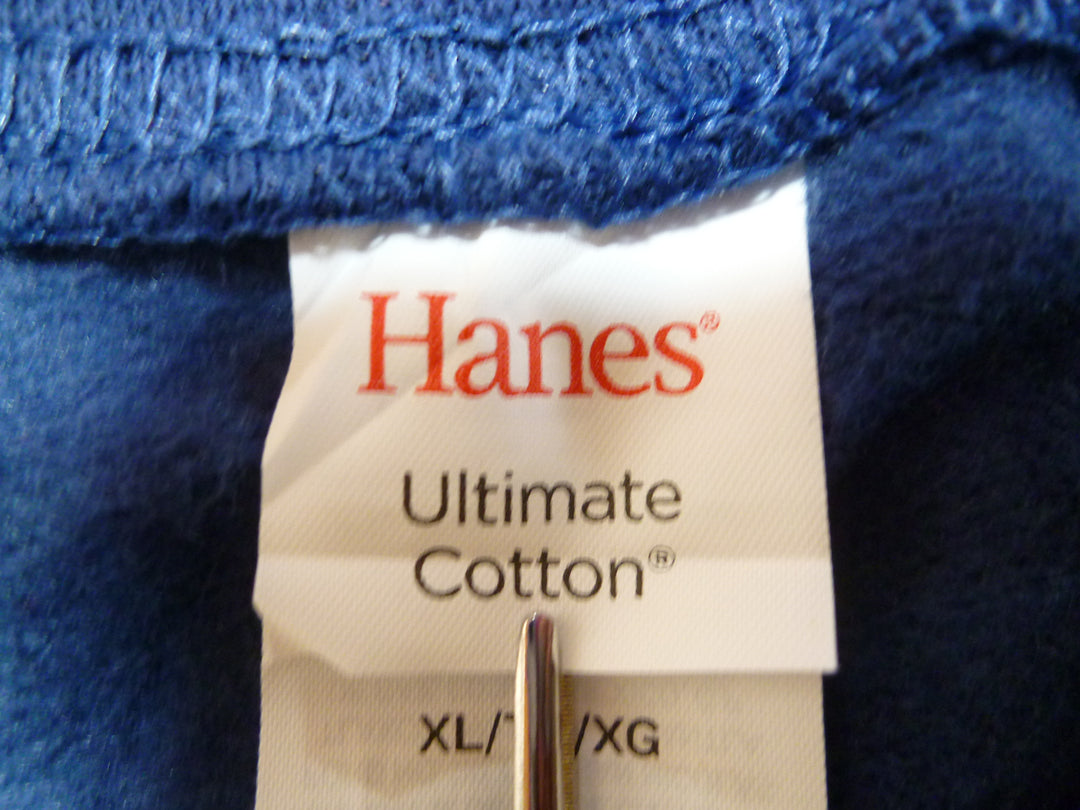 Hanes®
Ultimate
Cotton®
XL/ /XG